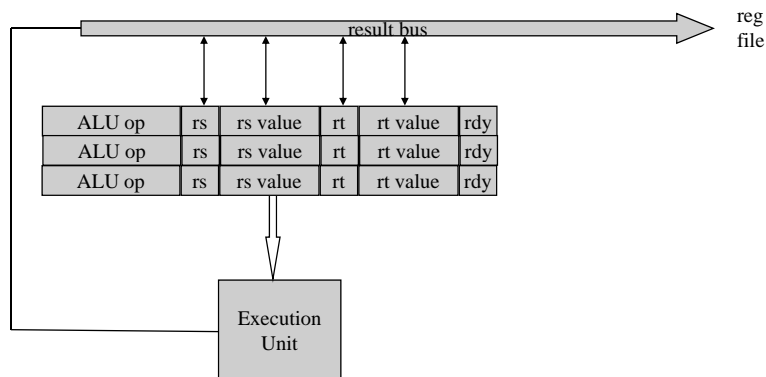 result bus
reg
file
ALU op rs rs value rt rt value rdy
ALU op rs rs value rt rt value rdy
ALU op rs rs value rt rt value rdy
Execution
Unit